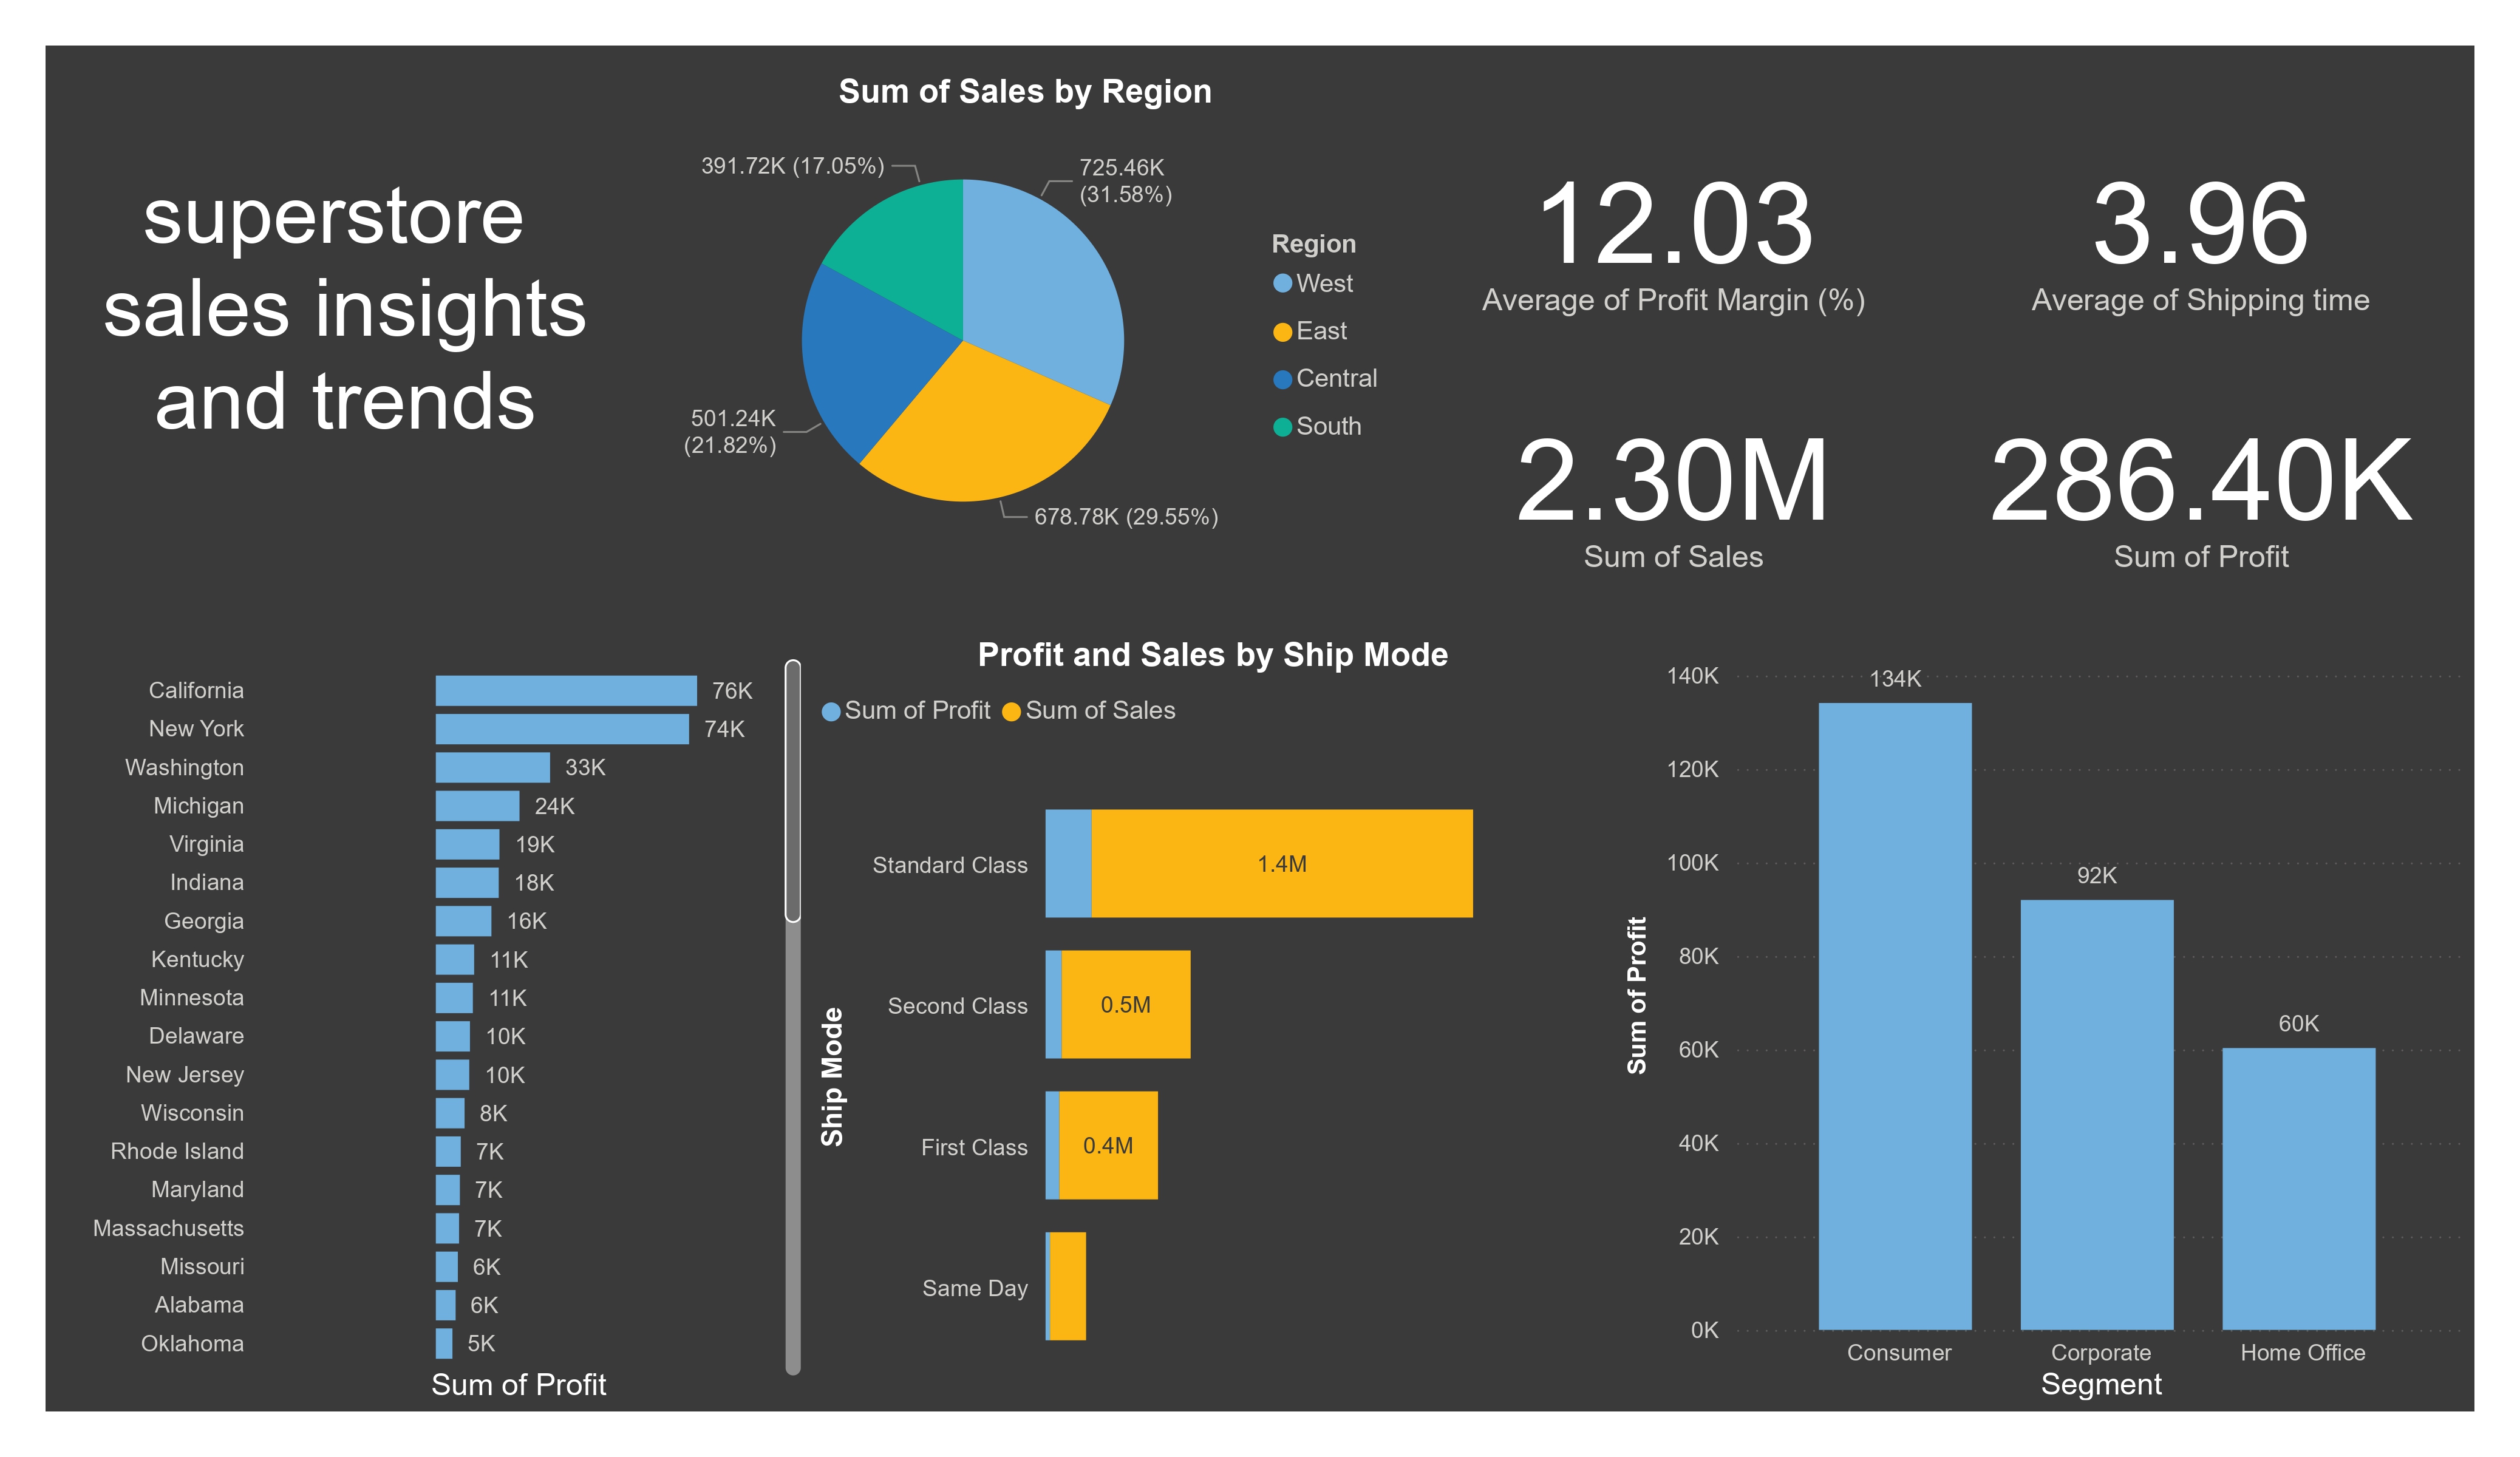 superstore
sales insights
and trends
Sum of Sales by Region
391.72K (17.05%)
725.46K
(31.58%)
501.24K
(21.82%)
678.78K (29.55%)
Region
West
East
Central
South
12.03
Average of Profit Margin (%)
3.96
Average of Shipping time
2.30M
Sum of Sales
286.40K
Sum of Profit
California 76K
New York 74K
Washington 33K
Michigan 24K
Virginia 19K
Indiana 18K
Georgia 16K
Kentucky 11K
Minnesota 11K
Delaware 10K
New Jersey 10K
Wisconsin 8K
Rhode Island 7K
Maryland 7K
Massachusetts 7K
Missouri 6K
Alabama 6K
Oklahoma 5K
Sum of Profit
Profit and Sales by Ship Mode
Sum of Profit Sum of Sales
Ship Mode
Standard Class 1.4M
Second Class 0.5M
First Class 0.4M
Same Day
Sum of Profit
140K
120K
100K
80K
60K
40K
20K
0K
134K
92K
60K
Consumer Corporate Home Office
Segment